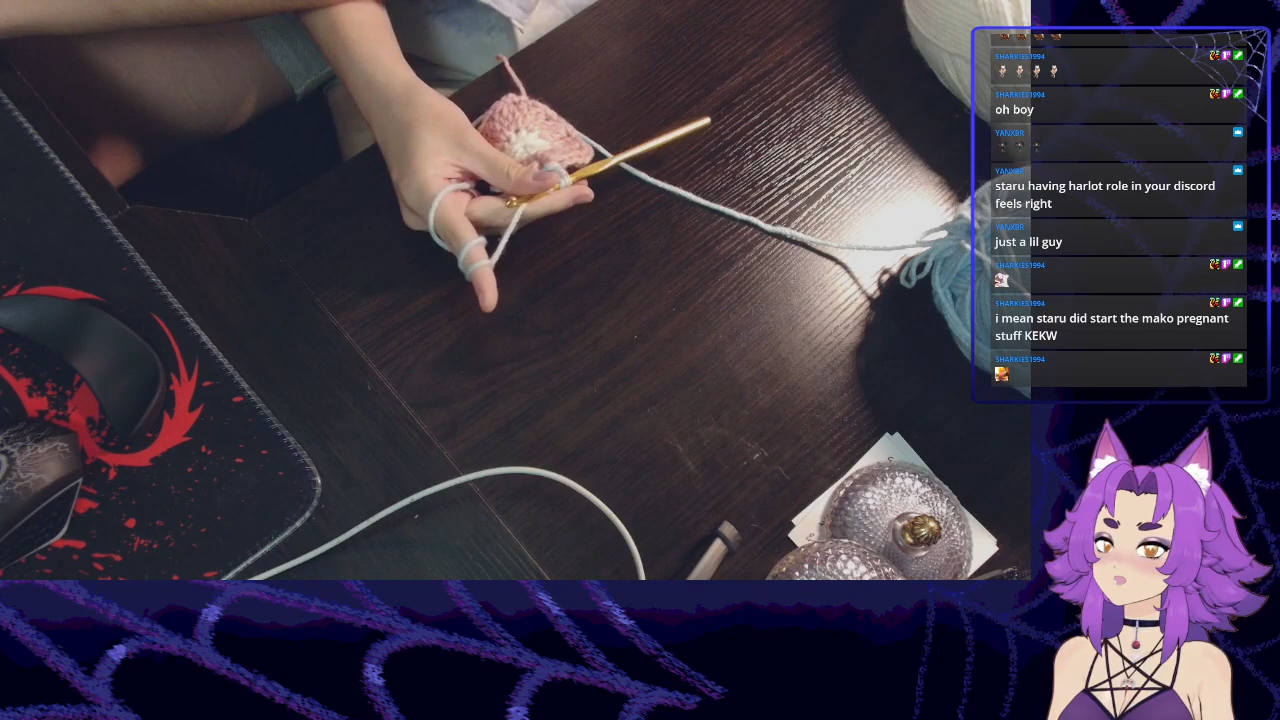 SHARKIES1994
SHARKIES1994
oh boy
YANXBR
YANXBR
staru having harlot role in your discord
feels right
YANXBR
just a lil guy
SHARKIES1994
SHARKIES1994
i mean staru did start the mako pregnant
stuff KEKW
SHARKIES1994